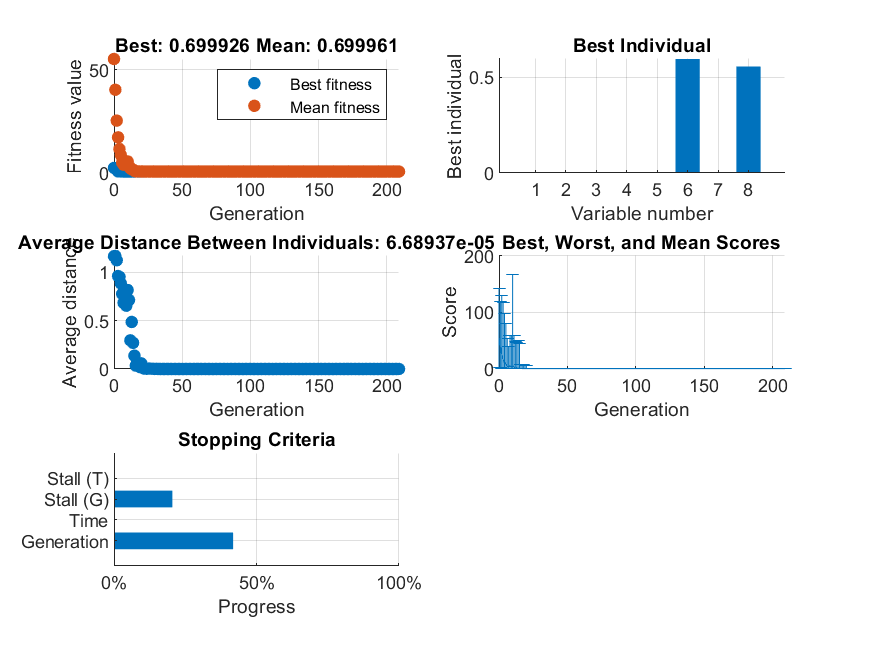 Best: 0.699926 Mean: 0.699961
Fitness value
50
0
Best fitness
Mean fitness
0 50 100 150 200
Generation
Best Individual
Best individual
0.5
0
1 2 3 4 5 6 7 8
Variable number
Average Distance Between Individuals: 6.68937e-05
Average distance
1
0.5
0
0 50 100 150 200
Generation
Best, Worst, and Mean Scores
Score
200
100
0
0 50 100 150 200
Generation
Stopping Criteria
Stall (T)
Stall (G)
Time
Generation
0% 50% 100%
Progress